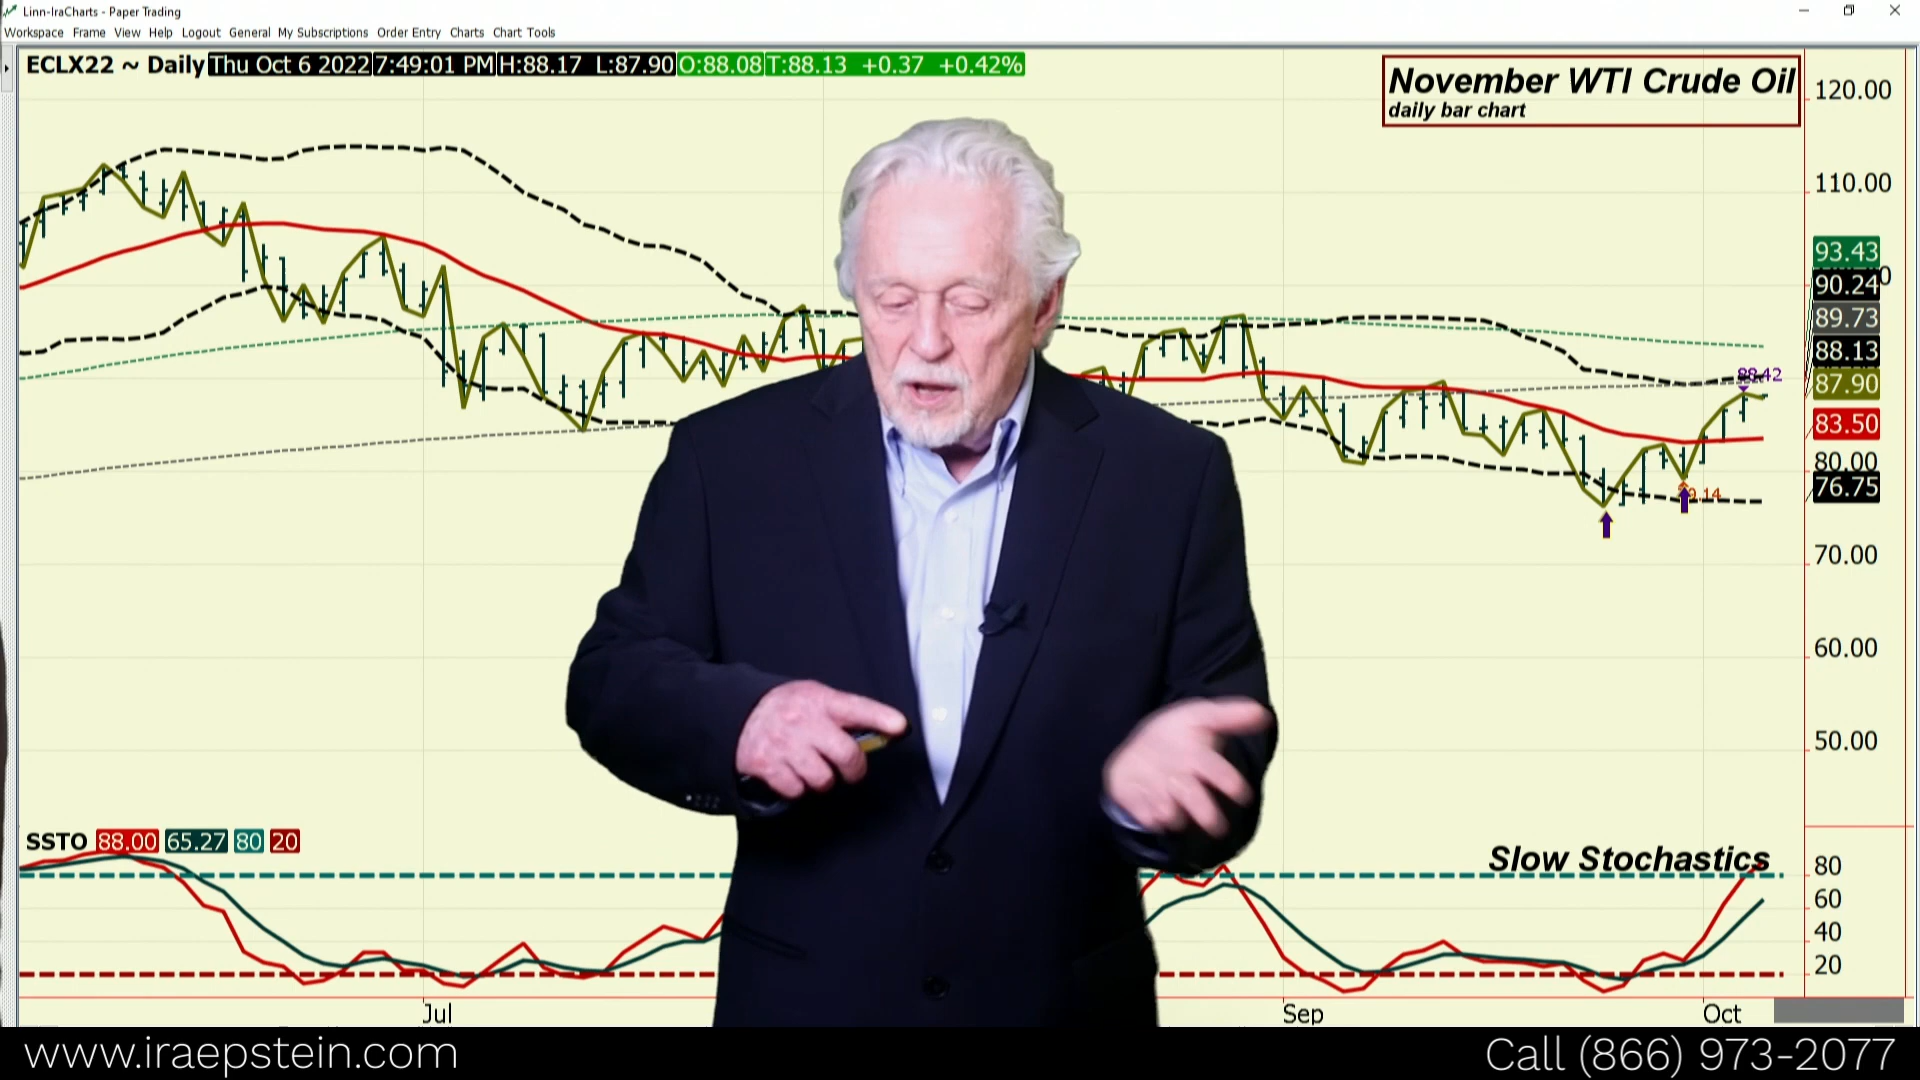 Linn-IraCharts - Paper Trading
Workspace Frame View Help Logout General My Subscriptions Order Entry Charts Chart Tools
ECLX22 ~ Daily Thu Oct 6 2022 7:49:01 PM H:88.17 L:87.90 O:88.08 T:88.13 +0.37 +0.42%
November WTI Crude Oil
daily bar chart
120.00
110.00
93.43
90.24
89.73
88.13
88.42
87.90
83.50
80.00
76.75
70.00
60.00
50.00
SSTO 88.00 65.27 80 20
Slow Stochastics
80
60
40
20
Jul
Sep
Oct
www.iraepstein.com
Call (866) 973-2077